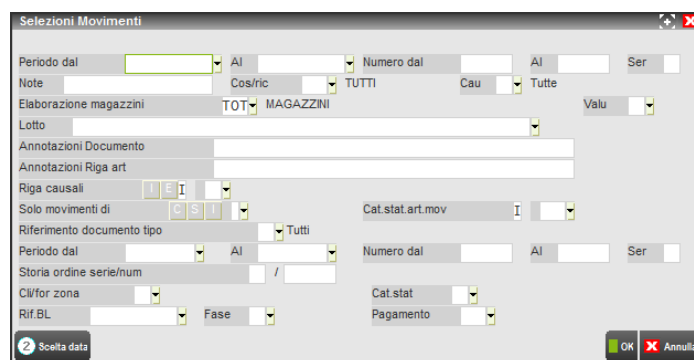 Selezioni Movimenti
Periodo dal Al Numero dal Al Ser
Note Cos/ric TUTTI Cau Tutte
Elaborazione magazzini TOT MAGAZZINI Valu
Lotto
Annotazioni Documento
Annotazioni Riga art
Riga causali I E I
Solo movimenti di C S I Cat.stat.art.mov I
Riferimento documento tipo Tutti
Periodo dal Al Numero dal Al Ser
Storia ordine serie/num /
Cli/for zona Cat.stat
Rif.BL Fase Pagamento
2 Scelta data OK Annulla